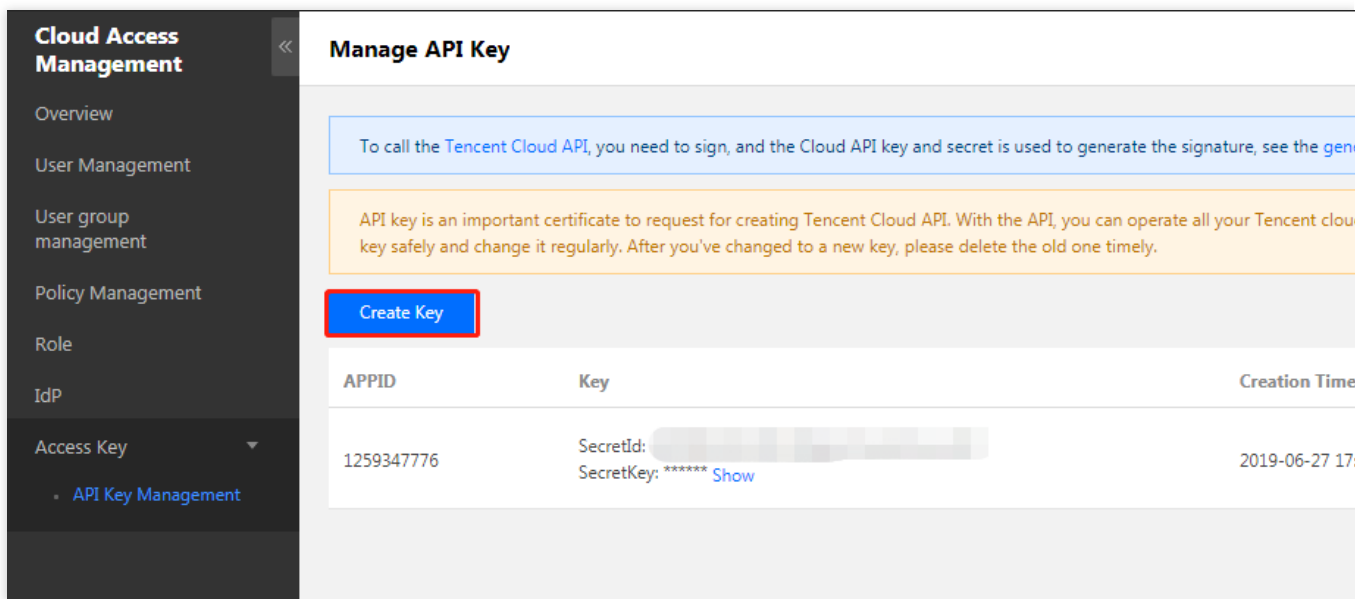 Cloud Access
Management
«
Overview
User Management
User group
management
Policy Management
Role
IdP
Access Key
API Key Management
Manage API Key
To call the Tencent Cloud API, you need to sign, and the Cloud API key and secret is used to generate the signature, see the gen
API key is an important certificate to request for creating Tencent Cloud API. With the API, you can operate all your Tencent clou
key safely and change it regularly. After you've changed to a new key, please delete the old one timely.
Create Key
APPID Key Creation Time
1259347776 SecretId: 2019-06-27 17:
SecretKey: ****** Show